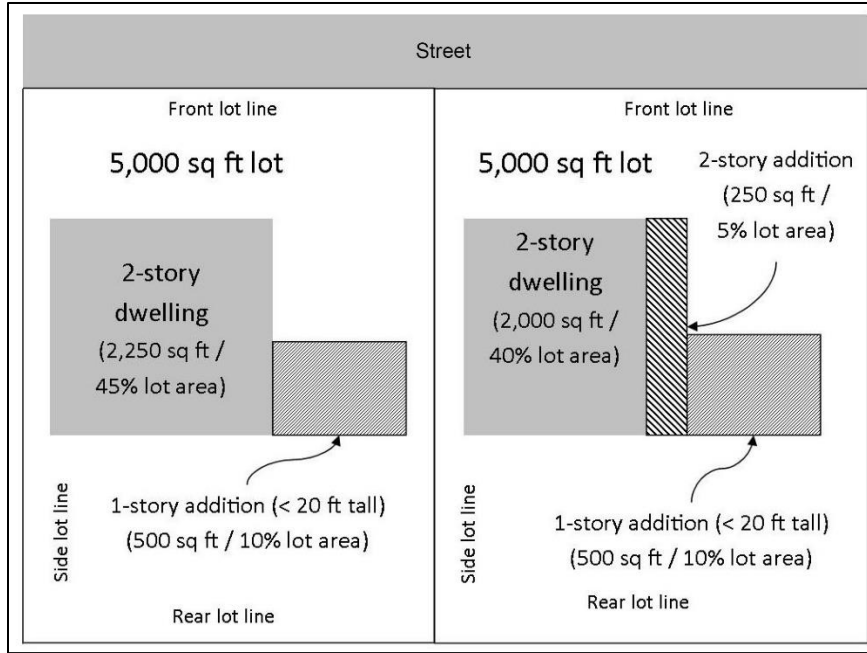 Street
Front lot line
5,000 sq ft lot
2-story
dwelling
(2,250 sq ft /
45% lot area)
1-story addition (< 20 ft tall)
(500 sq ft / 10% lot area)
Side lot line
Rear lot line
Front lot line
5,000 sq ft lot
2-story addition
(250 sq ft /
5% lot area)
2-story
dwelling
(2,000 sq ft /
40% lot area)
1-story addition (< 20 ft tall)
(500 sq ft / 10% lot area)
Side lot line
Rear lot line